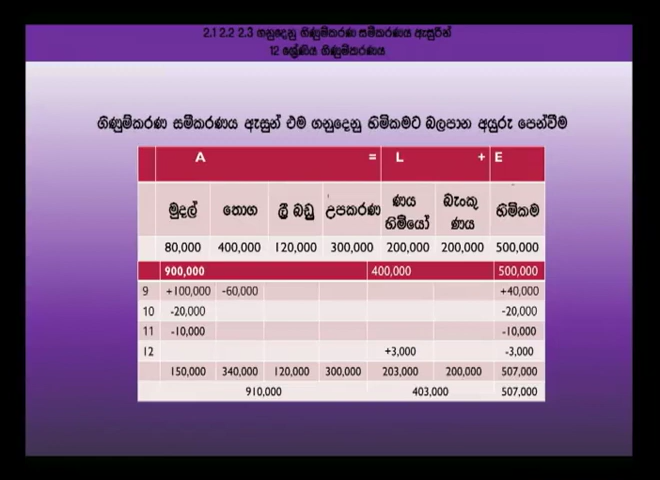 2.1 2.2 2.3 ගනුදෙනු ගිණුම්කරණ සමීකරණය ඇසුරින්
12 ශ්‍රේණිය ගිණුම්කරණය
ගිණුම්කරණ සමීකරණය ඇසුන් එම ගනුදෙනු හිමිකමට බලපාන අයුරු පෙන්වීම
A = L + E
මුදල් තොග ලී බඩු උපකරණ ණය හිමියෝ බැංකු ණය හිමිකම
80,000 400,000 120,000 300,000 200,000 200,000 500,000
900,000 400,000 500,000
9 +100,000 -60,000 +40,000
10 -20,000 -20,000
11 -10,000 -10,000
12 +3,000 -3,000
150,000 340,000 120,000 300,000 203,000 200,000 507,000
910,000 403,000 507,000